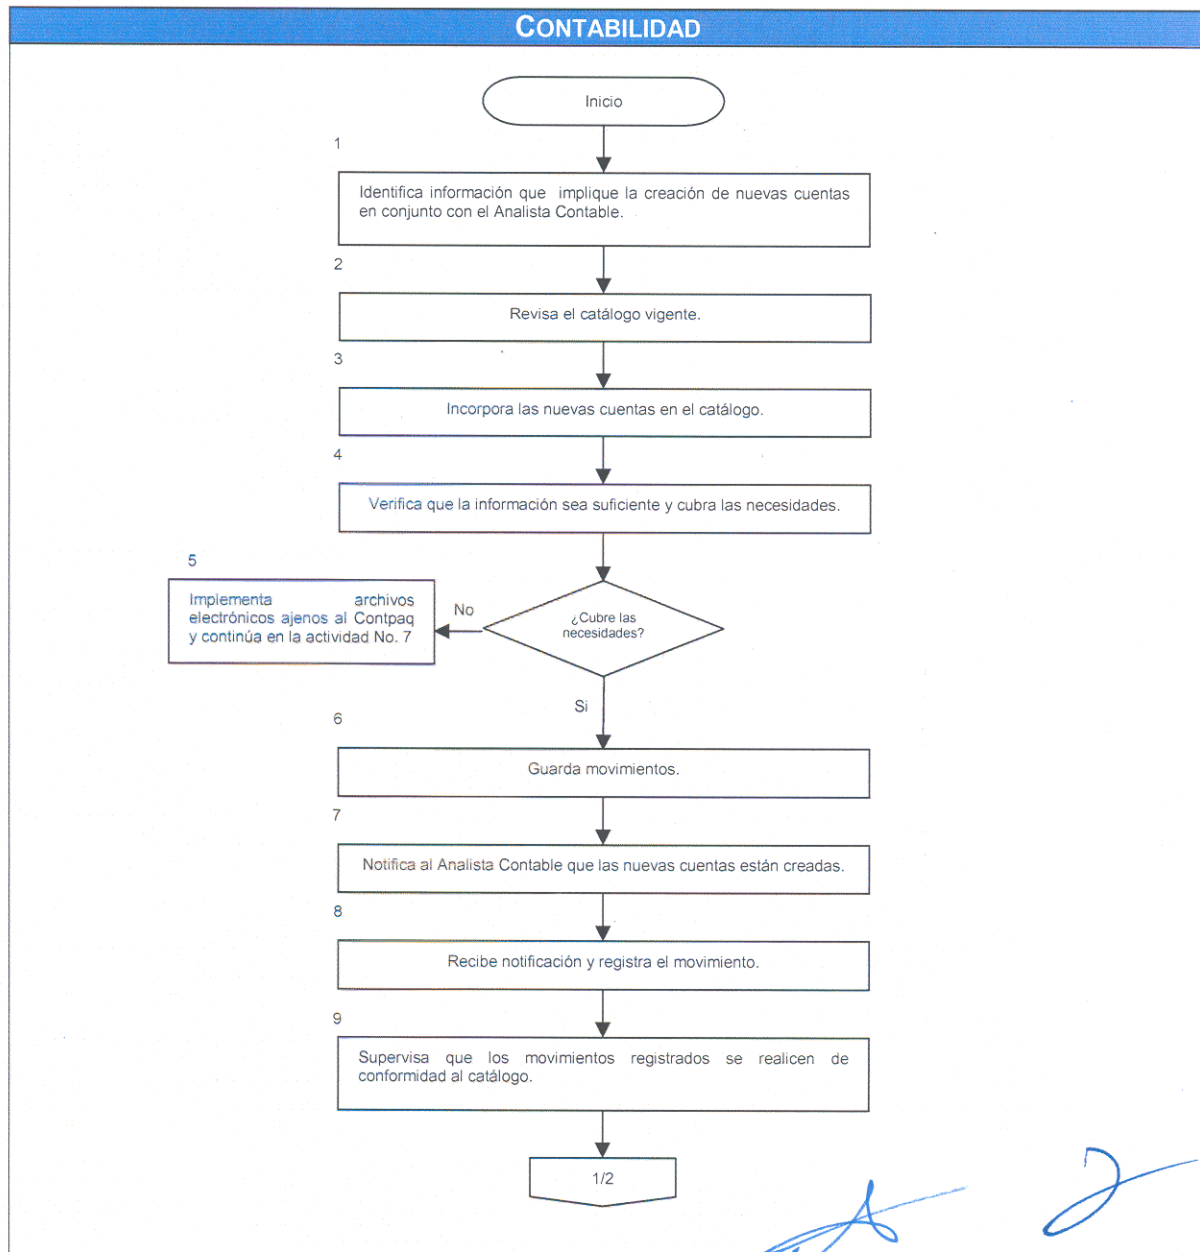 CONTABILIDAD
Inicio
1
Identifica información que implique la creación de nuevas cuentas
en conjunto con el Analista Contable.
2
Revisa el catálogo vigente.
3
Incorpora las nuevas cuentas en el catálogo.
4
Verifica que la información sea suficiente y cubra las necesidades.
5
Implementa archivos
electrónicos ajenos al Contpaq
y continúa en la actividad No. 7
No
¿Cubre las
necesidades?
Si
6
Guarda movimientos.
7
Notifica al Analista Contable que las nuevas cuentas están creadas.
8
Recibe notificación y registra el movimiento.
9
Supervisa que los movimientos registrados se realicen de
conformidad al catálogo.
1/2